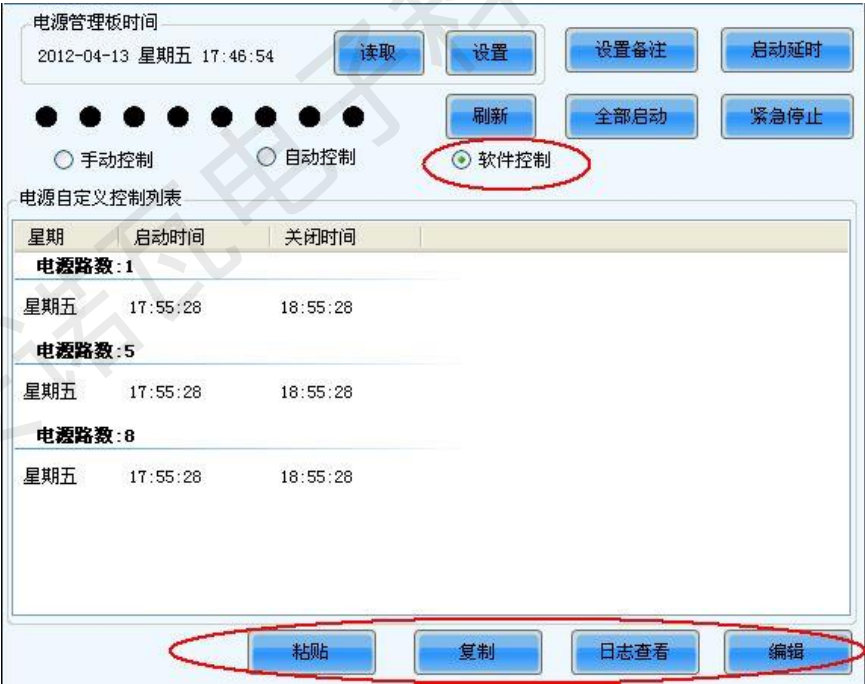 电源管理板时间
2012-04-13 星期五 17:46:54 读取 设置 设置备注 启动延时
刷新 全部启动 紧急停止
手动控制 自动控制 软件控制
电源自定义控制列表
星期 启动时间 关闭时间
电源路数:1
星期五 17:55:28 18:55:28
电源路数:5
星期五 17:55:28 18:55:28
电源路数:8
星期五 17:55:28 18:55:28
粘贴 复制 日志查看 编辑
诺瓦电子科